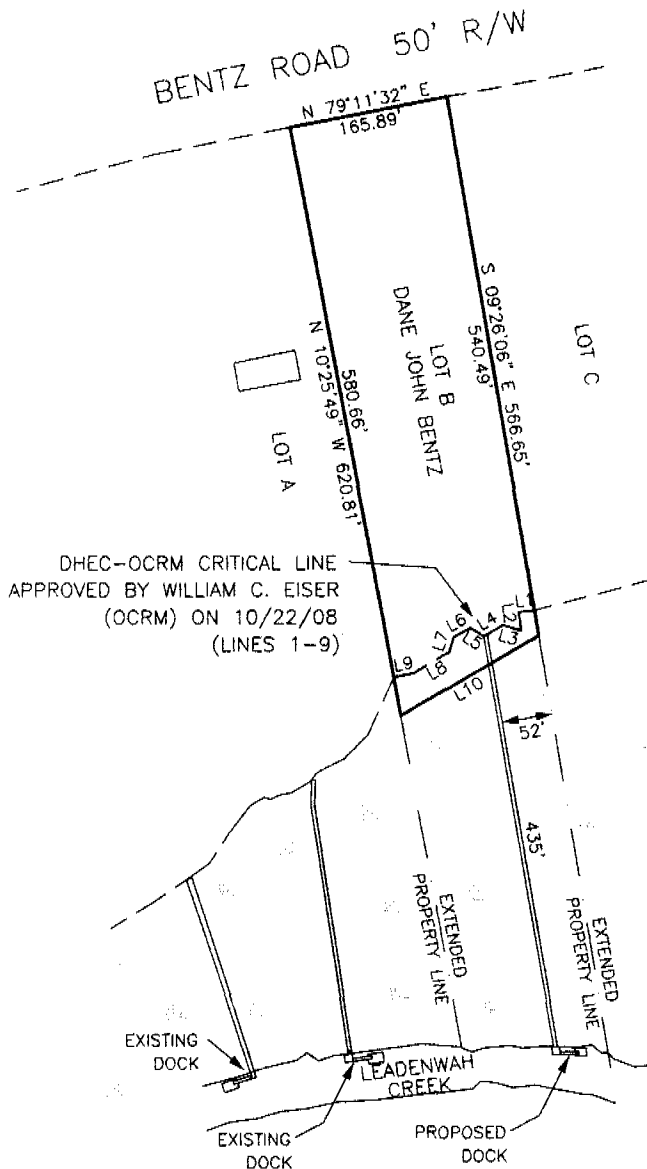 BENTZ ROAD 50' R/W
N 79°11'32" E
165.89'
S 09°26'06" E 566.65'
540.49'
LOT B
DANE JOHN BENTZ
LOT C
580.66'
N 10°25'49" W 620.81'
LOT A
DHEC-OCRM CRITICAL LINE
APPROVED BY WILLIAM C. EISER
(OCRM) ON 10/22/08
(LINES 1-9)
L1
L2
L3
L4
L5
L6
L7
L8
L9
L10
52'
435'
EXTENDED
PROPERTY LINE
EXTENDED
PROPERTY LINE
EXISTING
DOCK
LEADENWAH
CREEK
EXISTING
DOCK
PROPOSED
DOCK